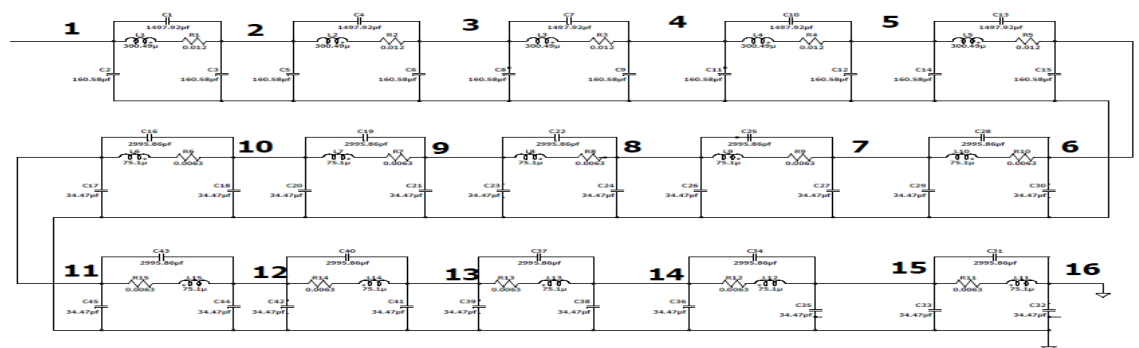 C1 C4 C7 C10 C13
1497.92pf 1497.92pf 1497.92pf 1497.92pf 1497.92pf
1 2 3 4 5
L1 R1 L2 R2 L3 R3 L4 R4 L5 R5
300.49µ 0.012 300.49µ 0.012 300.49µ 0.012 300.49µ 0.012 300.49µ 0.012
C2 C3 C5 C6 C8 C9 C11 C12 C14 C15
160.58pf 160.58pf 160.58pf 160.58pf 160.58pf 160.58pf 160.58pf 160.58pf 160.58pf 160.58pf
C16 C19 C22 C25 C28
2995.86pf 2995.86pf 2995.86pf 2995.86pf 2995.86pf
10 9 8 7 6
L6 R6 L7 R7 L8 R8 L9 R9 L10 R10
75.1µ 0.0063 75.1µ 0.0063 75.1µ 0.0063 75.1µ 0.0063 75.1µ 0.0063
C17 C18 C20 C21 C23 C24 C26 C27 C29 C30
34.47pf 34.47pf 34.47pf 34.47pf 34.47pf 34.47pf 34.47pf 34.47pf 34.47pf 34.47pf
C43 C40 C37 C34 C31
2995.86pf 2995.86pf 2995.86pf 2995.86pf 2995.86pf
11 12 13 14 15 16
R15 L15 R14 L14 R13 L13 R12 L12 R11 L11
0.0063 75.1µ 0.0063 75.1µ 0.0063 75.1µ 0.0063 75.1µ 0.0063 75.1µ
C45 C44 C42 C41 C39 C38 C36 C35 C33 C32
34.47pf 34.47pf 34.47pf 34.47pf 34.47pf 34.47pf 34.47pf 34.47pf 34.47pf 34.47pf